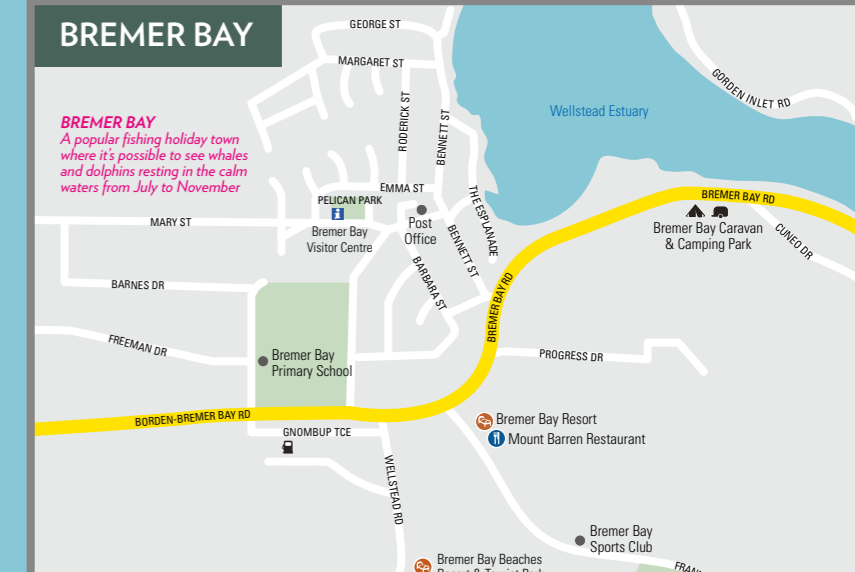 BREMER BAY
BREMER BAY
A popular fishing holiday town
where it's possible to see whales
and dolphins resting in the calm
waters from July to November
GEORGE ST
MARGARET ST
RODERICK ST
BENNETT ST
Wellstead Estuary
GORDEN INLET RD
EMMA ST
THE ESPLANADE
PELICAN PARK
i
Bremer Bay
Visitor Centre
Post
Office
MARY ST
BENNETT ST
BARBARA ST
BREMER BAY RD
Bremer Bay Caravan
& Camping Park
CUNEO DR
BARNES DR
FREEMAN DR
BREMER BAY RD
PROGRESS DR
Bremer Bay
Primary School
BORDEN-BREMER BAY RD
GNOMBUP TCE
Bremer Bay Resort
Mount Barren Restaurant
WELLSTEAD RD
Bremer Bay
Sports Club
Bremer Bay Beaches
Resort & Tourist Park
FRAN